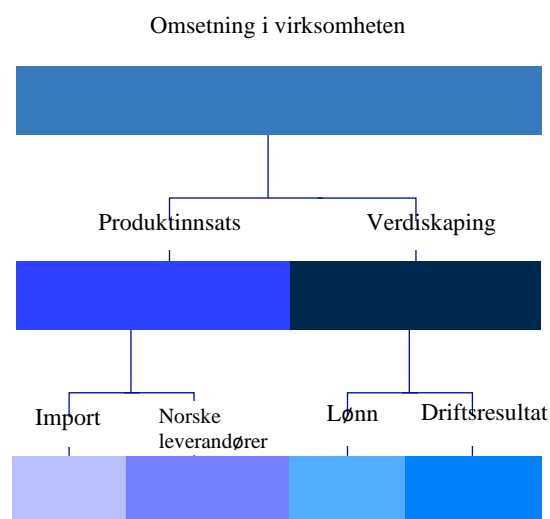 Omsetning i virksomheten
Produktinnsats
Verdiskaping
Import
Norske
leverandører
Lønn
Driftsresultat